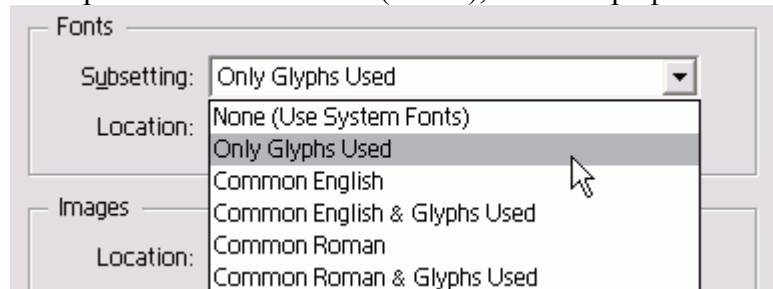 Fonts
Subsetting: Only Glyphs Used
Location: None (Use System Fonts)
Only Glyphs Used
Common English
Images
Common English & Glyphs Used
Location: Common Roman
Common Roman & Glyphs Used